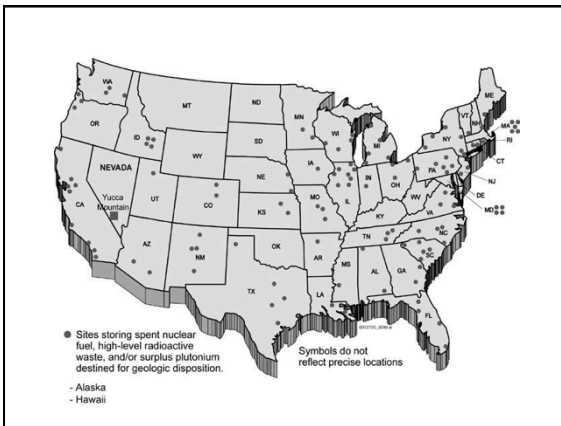 WA
MT
ND
MN
ME
VT
NH
OR
ID
SD
WI
MI
NY
MA
RI
CT
WY
IA
PA
NJ
NEVADA
NE
IL
IN
OH
DE
Yucca
Mountain
UT
CO
KS
MO
KY
WV
VA
MD
CA
AZ
NM
OK
AR
TN
NC
SC
TX
LA
MS
AL
GA
FL
Sites storing spent nuclear
fuel, high-level radioactive
waste, and/or surplus plutonium
destined for geologic disposition.
Symbols do not
reflect precise locations
- Alaska
- Hawaii